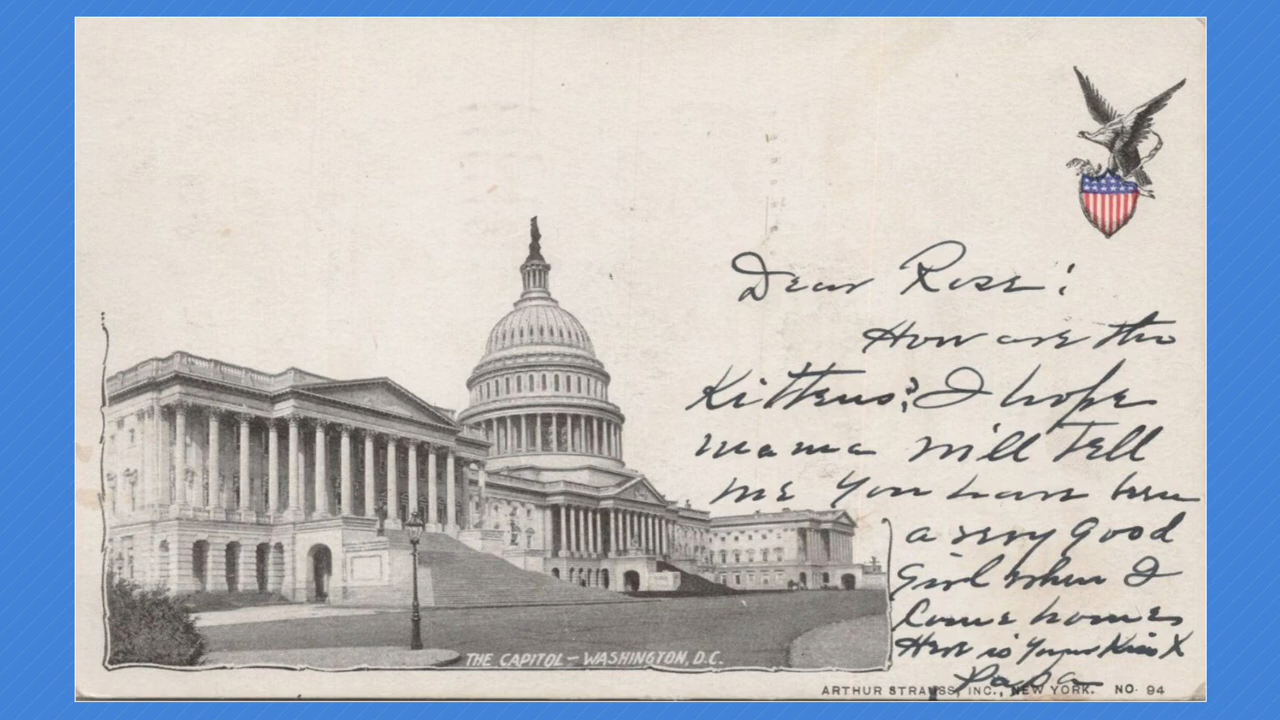 Dear Rose:
How are the
Kittens? I hope
mama will Tell
me you have been
a very good
Girl when I
Come home
Here is your Kiss X
Papa
THE CAPITOL — WASHINGTON, D.C.
ARTHUR STRAUSS, INC., NEW YORK. NO. 94